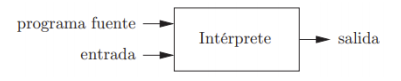 programa fuente
entrada
Intérprete
salida